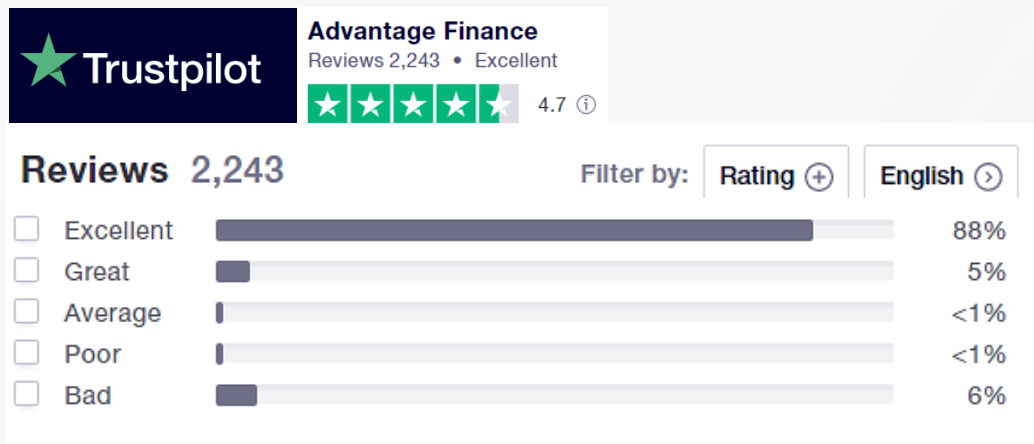 Trustpilot
Advantage Finance
Reviews 2,243 • Excellent
4.7
Reviews 2,243
Filter by: Rating English
Excellent 88%
Great 5%
Average <1%
Poor <1%
Bad 6%